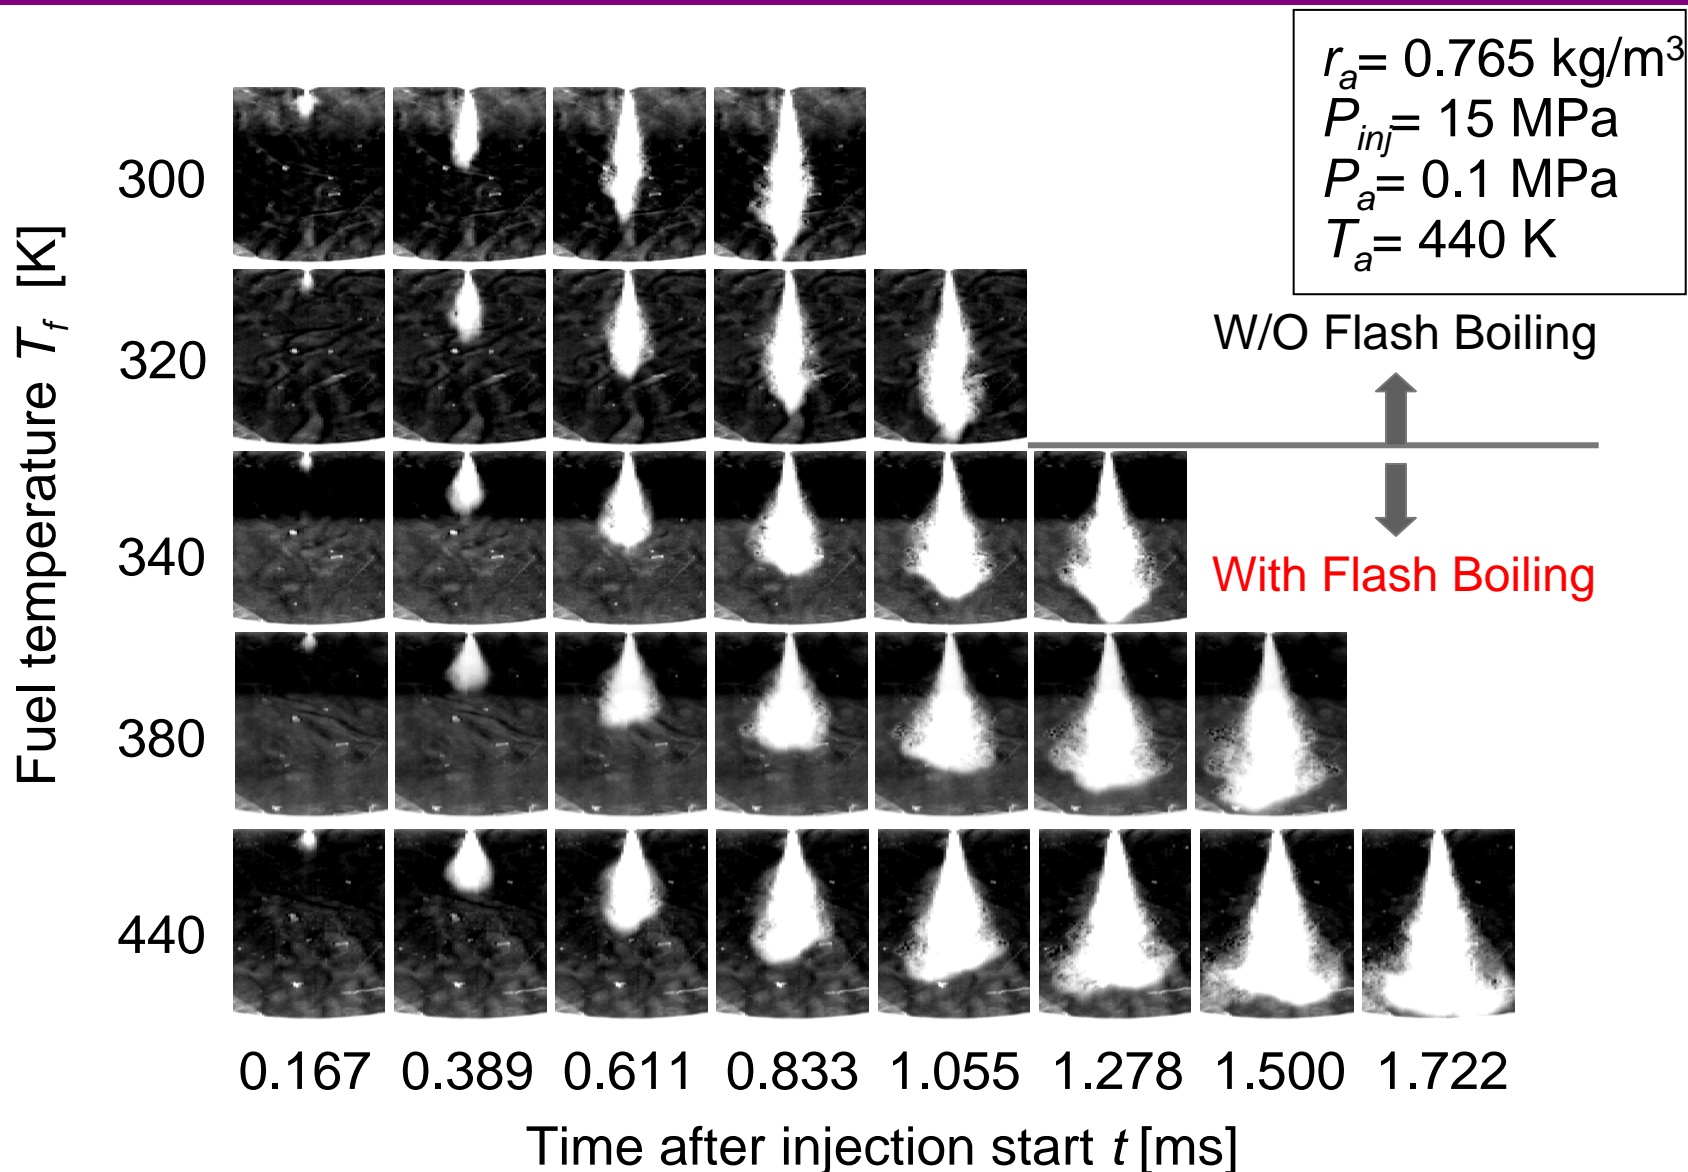 r_a= 0.765 kg/m³
P_inj= 15 MPa
P_a= 0.1 MPa
T_a= 440 K
W/O Flash Boiling
With Flash Boiling
Fuel temperature T_f [K]
300
320
340
380
440
0.167 0.389 0.611 0.833 1.055 1.278 1.500 1.722
Time after injection start t [ms]